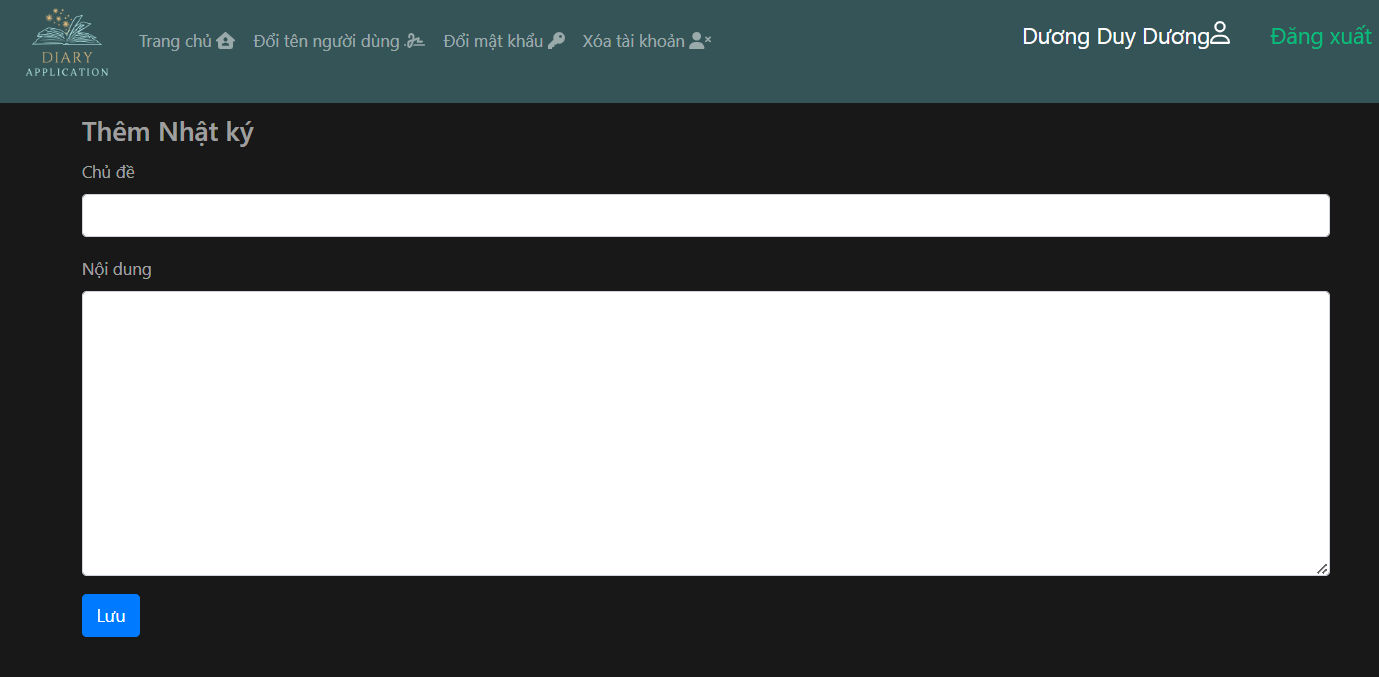 DIARY
APPLICATION
Trang chủ Đổi tên người dùng Đổi mật khẩu Xóa tài khoản Dương Duy Dương Đăng xuất
Thêm Nhật ký
Chủ đề
Nội dung
Lưu